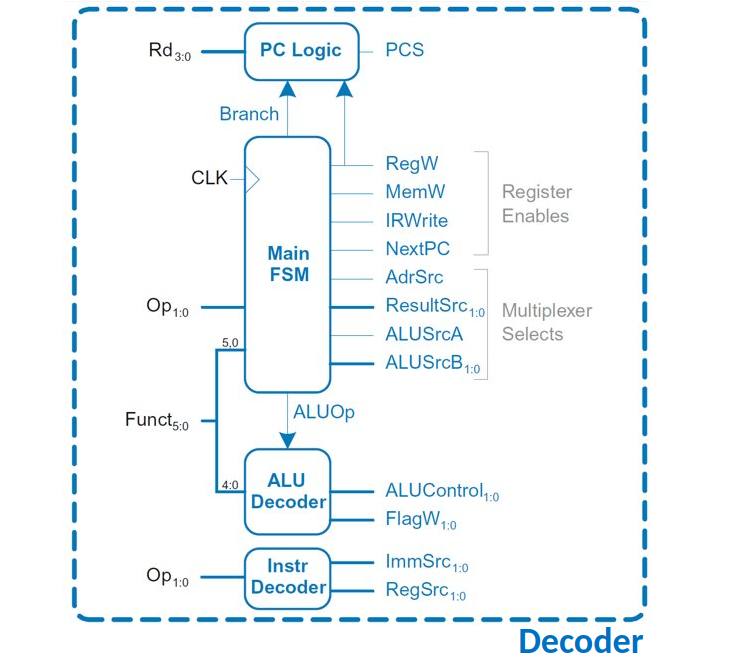 Rd3:0
PC Logic
PCS
Branch
RegW
CLK
MemW
Register
Enables
IRWrite
NextPC
Main
FSM
AdrSrc
Op1:0
ResultSrc1:0
Multiplexer
Selects
ALUSrcA
5,0
ALUSrcB1:0
Funct5:0
ALUOp
4:0
ALU
Decoder
ALUControl1:0
FlagW1:0
Op1:0
Instr
Decoder
ImmSrc1:0
RegSrc1:0
Decoder